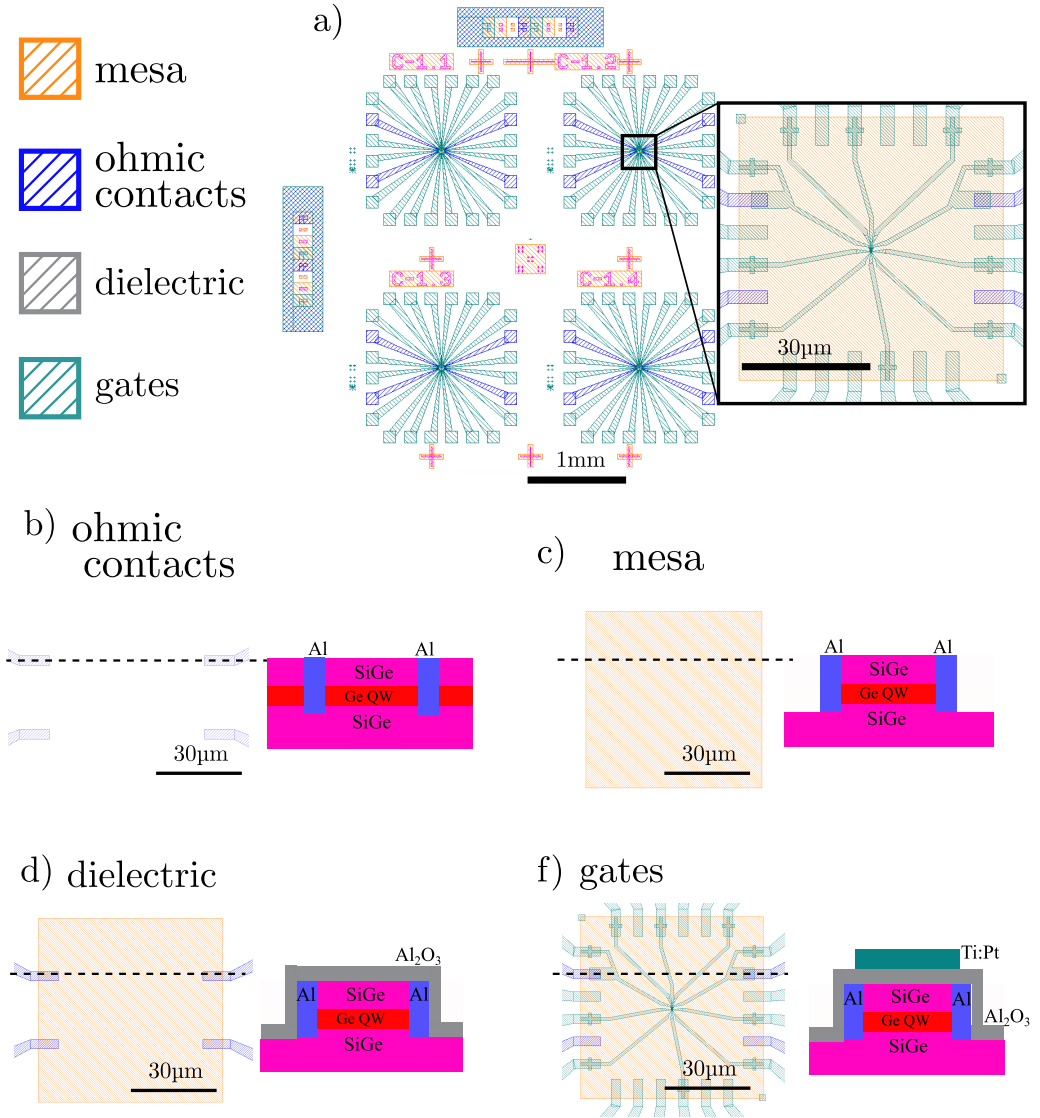 a)
mesa
ohmic
contacts
dielectric
gates
C-1.1
C-1.2
C-1.3
C-1.4
30µm
1mm
b) ohmic
contacts
Al
Al
SiGe
Ge QW
SiGe
30µm
c) mesa
Al
Al
SiGe
Ge QW
SiGe
30µm
d) dielectric
Al₂O₃
Al
SiGe
Al
Ge QW
SiGe
30µm
f) gates
Ti:Pt
Al
SiGe
Al
Ge QW
Al₂O₃
SiGe
30µm